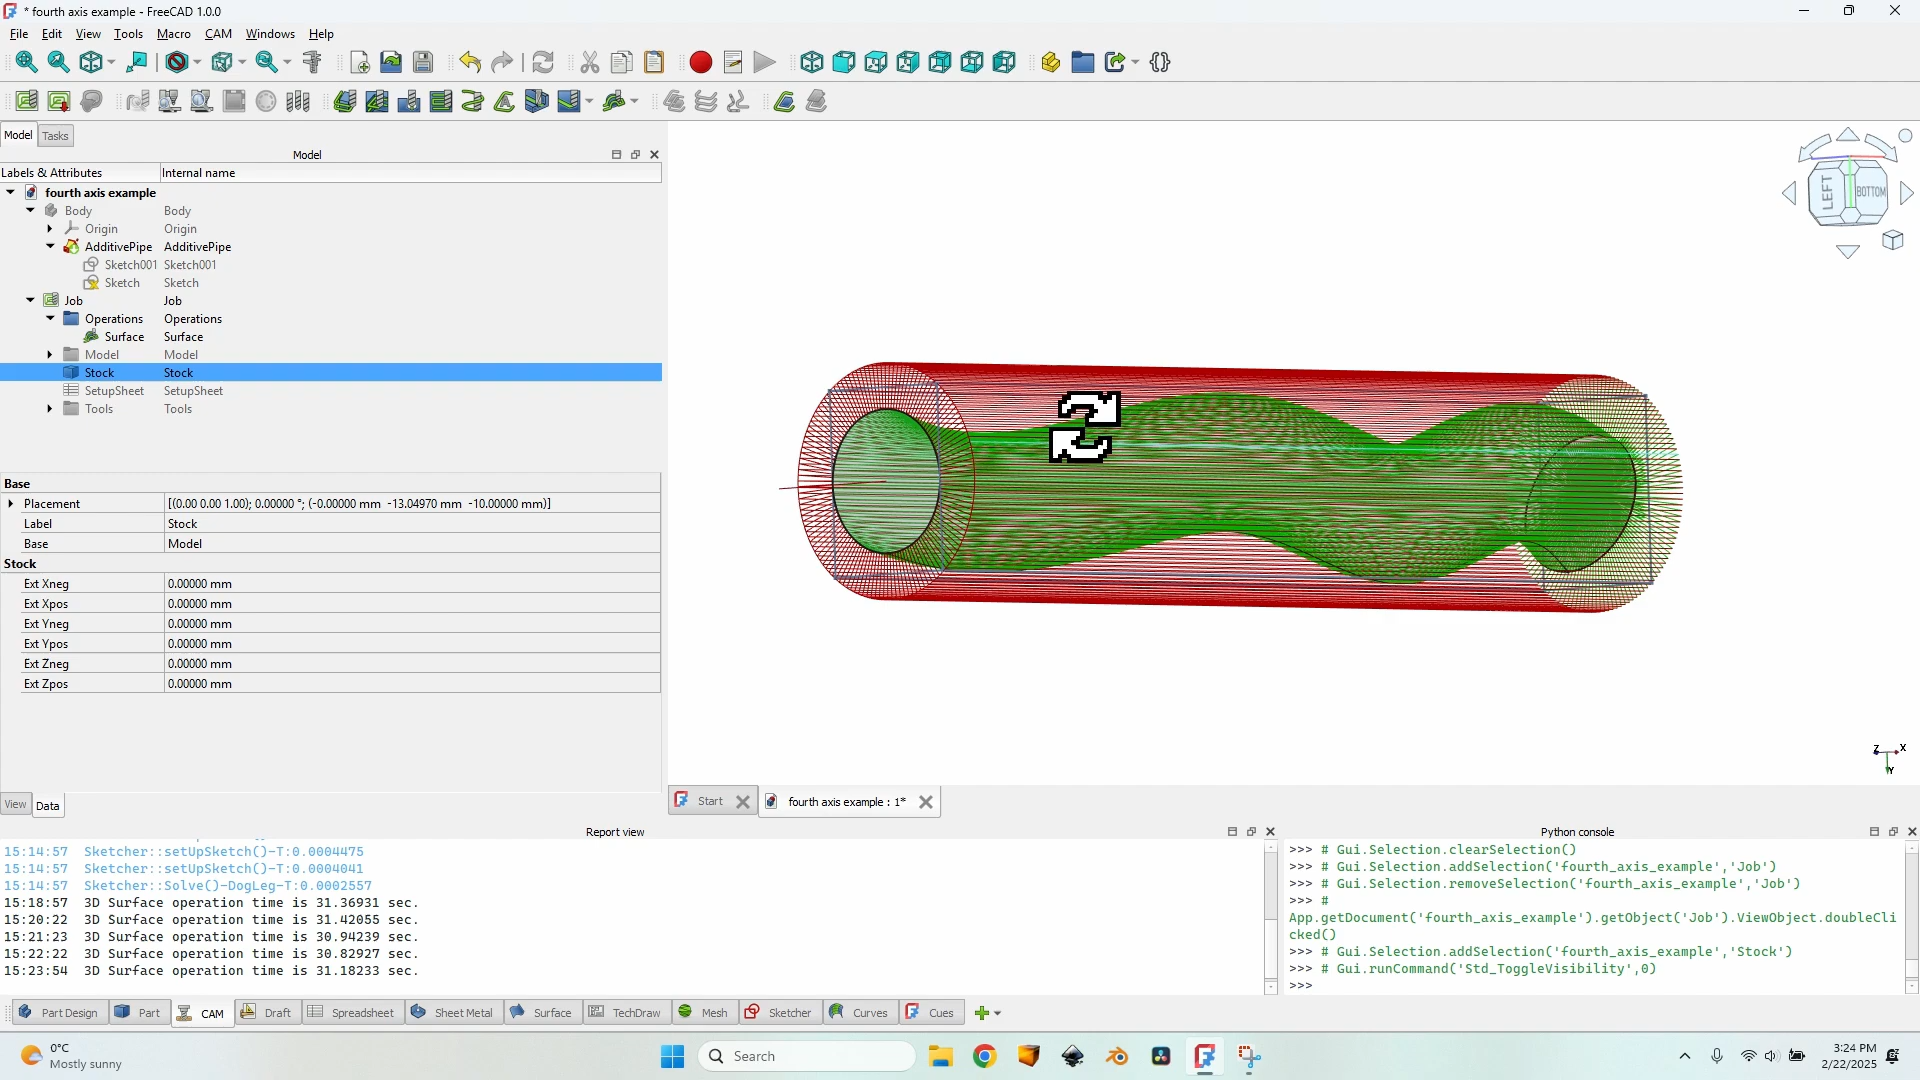 * fourth axis example - FreeCAD 1.0.0
File Edit View Tools Macro CAM Windows Help
Model Tasks
Model
Labels & Attributes Internal name
fourth axis example
Body Body
Origin Origin
AdditivePipe AdditivePipe
Sketch001 Sketch001
Sketch Sketch
Job Job
Operations Operations
Surface Surface
Model Model
Stock Stock
SetupSheet SetupSheet
Tools Tools
Base
Placement [(0.00 0.00 1.00); 0.00000 °; (-0.00000 mm -13.04970 mm -10.00000 mm)]
Label Stock
Base Model
Stock
Ext Xneg 0.00000 mm
Ext Xpos 0.00000 mm
Ext Yneg 0.00000 mm
Ext Ypos 0.00000 mm
Ext Zneg 0.00000 mm
Ext Zpos 0.00000 mm
View Data
LEFT BOTTOM
Z X
Y
Start fourth axis example : 1*
Report view
15:14:57 Sketcher::setUpSketch()-T:0.0004475
15:14:57 Sketcher::setUpSketch()-T:0.0004041
15:14:57 Sketcher::Solve()-DogLeg-T:0.0002557
15:18:57 3D Surface operation time is 31.36931 sec.
15:20:22 3D Surface operation time is 31.42055 sec.
15:21:23 3D Surface operation time is 30.94239 sec.
15:22:22 3D Surface operation time is 30.82927 sec.
15:23:54 3D Surface operation time is 31.18233 sec.
Python console
>>> # Gui.Selection.clearSelection()
>>> # Gui.Selection.addSelection('fourth_axis_example','Job')
>>> # Gui.Selection.removeSelection('fourth_axis_example','Job')
>>> #
App.getDocument('fourth_axis_example').getObject('Job').ViewObject.doubleCli
cked()
>>> # Gui.Selection.addSelection('fourth_axis_example','Stock')
>>> # Gui.runCommand('Std_ToggleVisibility',0)
>>>
Part Design Part CAM Draft Spreadsheet Sheet Metal Surface TechDraw Mesh Sketcher Curves Cues
0°C
Mostly sunny
Search
3:24 PM
2/22/2025